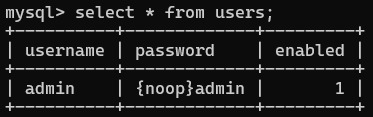 mysql> select * from users;
+----------+-------------+---------+
| username | password    | enabled |
+----------+-------------+---------+
| admin    | {noop}admin |       1 |
+----------+-------------+---------+